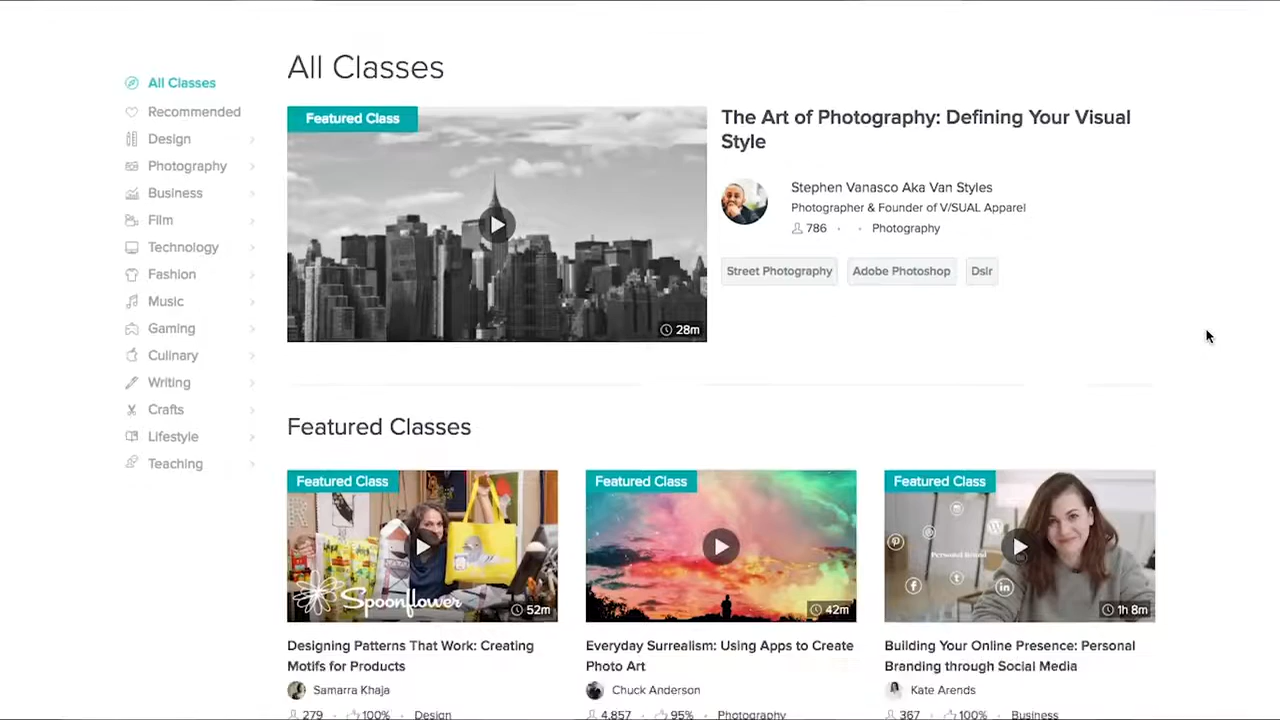 All Classes
Recommended
Design
Photography
Business
Film
Technology
Fashion
Music
Gaming
Culinary
Writing
Crafts
Lifestyle
Teaching
All Classes
Featured Class
28m
The Art of Photography: Defining Your Visual
Style
Stephen Vanasco Aka Van Styles
Photographer & Founder of V/SUAL Apparel
786 · · Photography
Street Photography
Adobe Photoshop
Dslr
Featured Classes
Featured Class
Spoonflower
52m
Designing Patterns That Work: Creating
Motifs for Products
Samarra Khaja
279 · 100% · Design
Featured Class
42m
Everyday Surrealism: Using Apps to Create
Photo Art
Chuck Anderson
4,857 · 95% · Photography
Featured Class
Personal Brand
1h 8m
Building Your Online Presence: Personal
Branding through Social Media
Kate Arends
367 · 100% · Business